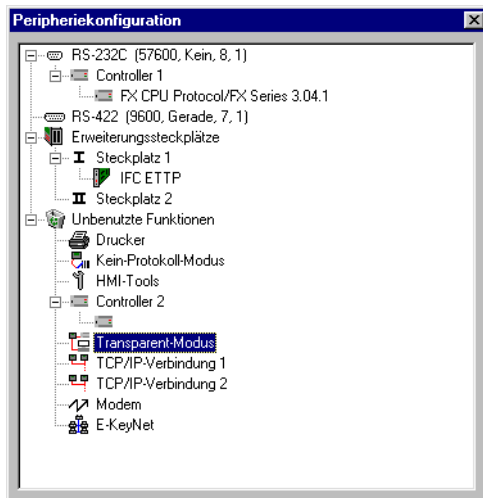 Peripheriekonfiguration
RS-232C (57600, Kein, 8, 1)
Controller 1
FX CPU Protocol/FX Series 3.04.1
RS-422 (9600, Gerade, 7, 1)
Erweiterungssteckplätze
I Steckplatz 1
IFC ETTP
II Steckplatz 2
Unbenutzte Funktionen
Drucker
Kein-Protokoll-Modus
HMI-Tools
Controller 2
Transparent-Modus
TCP/IP-Verbindung 1
TCP/IP-Verbindung 2
Modem
E-KeyNet